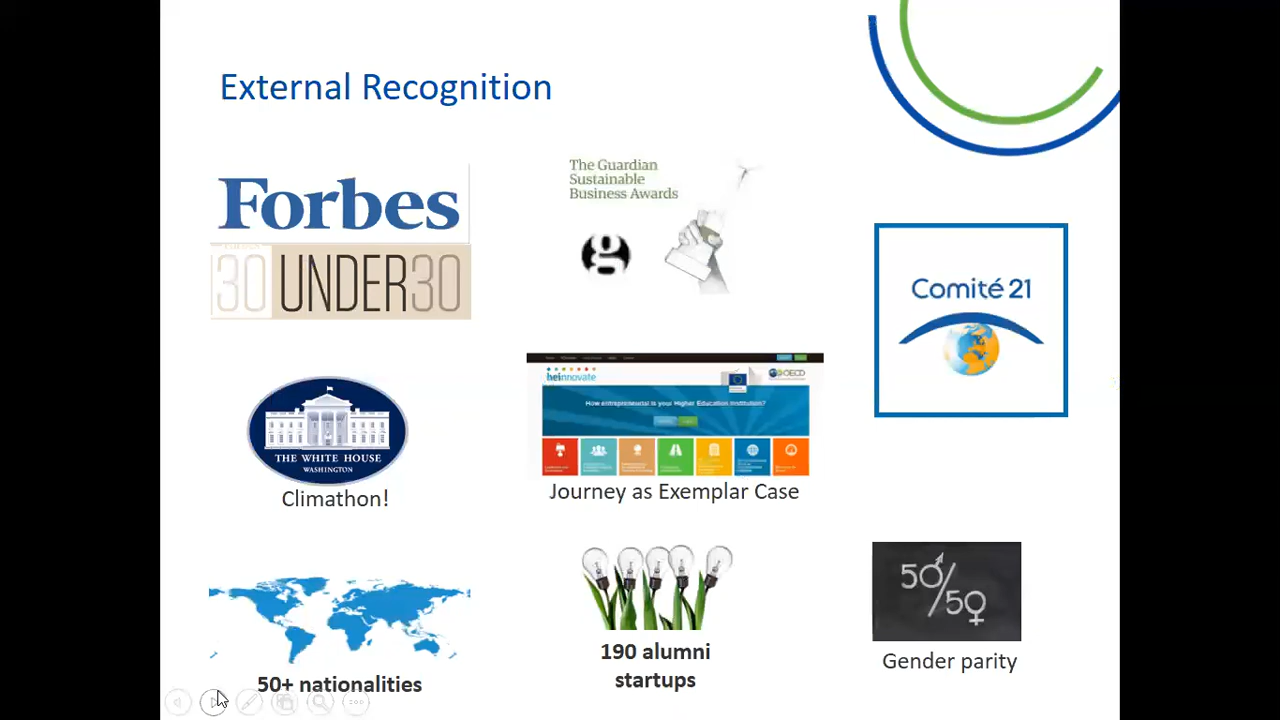 External Recognition
Forbes
30 UNDER 30
The Guardian
Sustainable
Business Awards
g
Comité 21
THE WHITE HOUSE
WASHINGTON
Climathon!
heinnovate
OECD
How entrepreneurial is your Higher Education Institution?
Journey as Exemplar Case
50+ nationalities
190 alumni
startups
50/50
Gender parity